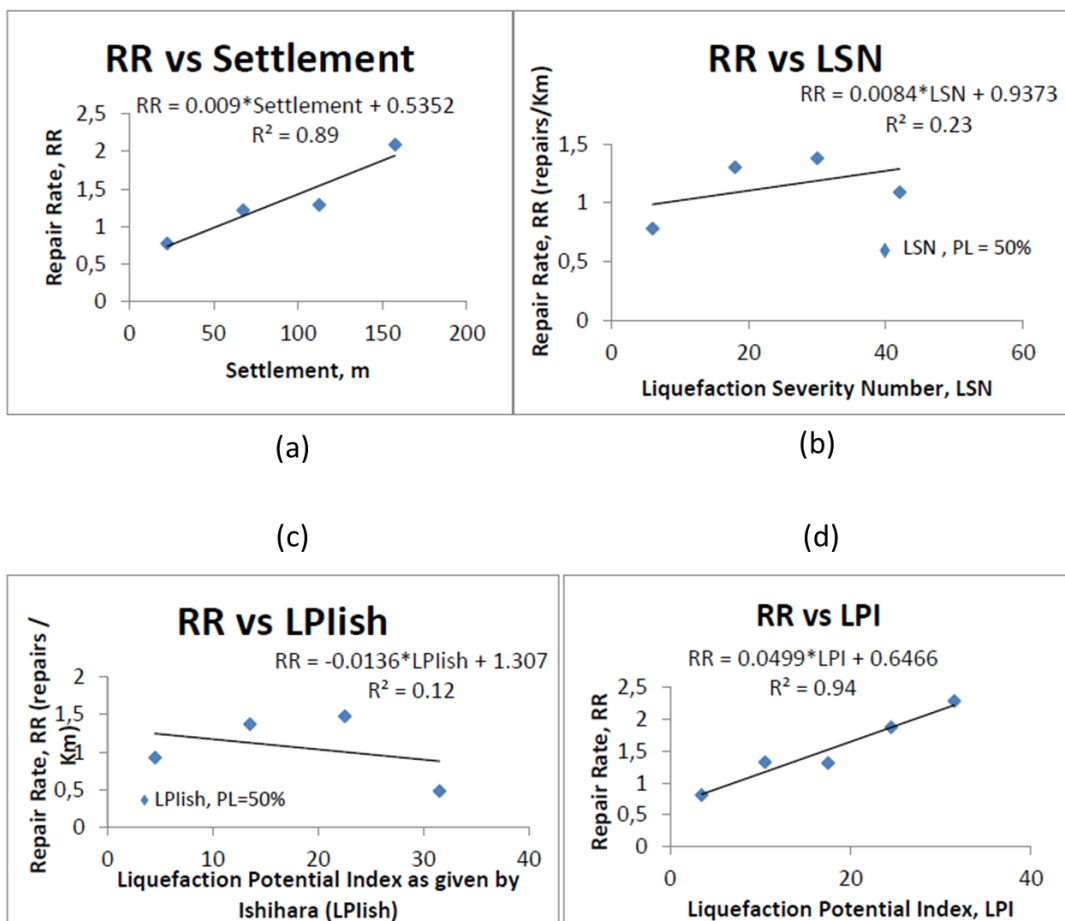 RR vs Settlement
RR = 0.009*Settlement + 0.5352
R² = 0.89
Repair Rate, RR
2,5
2
1,5
1
0,5
0
0 50 100 150 200
Settlement, m
RR vs LSN
RR = 0.0084*LSN + 0.9373
R² = 0.23
Repair Rate, RR (repairs/Km)
1,5
1
0,5
0
LSN , PL = 50%
0 20 40 60
Liquefaction Severity Number, LSN
(a)
(b)
(c)
(d)
RR vs LPIish
RR = -0.0136*LPIish + 1.307
R² = 0.12
Repair Rate, RR (repairs /
Km)
2
1,5
1
0,5
0
LPIish, PL=50%
0 10 20 30 40
Liquefaction Potential Index as given by
Ishihara (LPIish)
RR vs LPI
RR = 0.0499*LPI + 0.6466
R² = 0.94
Repair Rate, RR
2,5
2
1,5
1
0,5
0
0 20 40
Liquefaction Potential Index, LPI